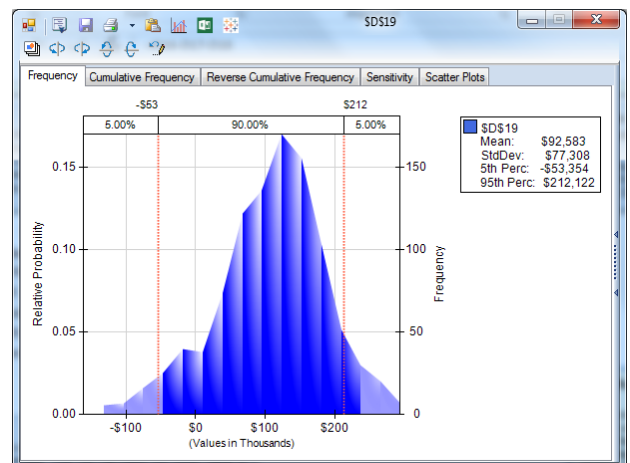 $D$19
Frequency Cumulative Frequency Reverse Cumulative Frequency Sensitivity Scatter Plots
-$53 $212
5.00% 90.00% 5.00%
$D$19
Mean: $92,583
StdDev: $77,308
5th Perc: -$53,354
95th Perc: $212,122
Relative Probability
0.15
0.10
0.05
0.00
150
100
50
0
Frequency
-$100 $0 $100 $200
(Values in Thousands)